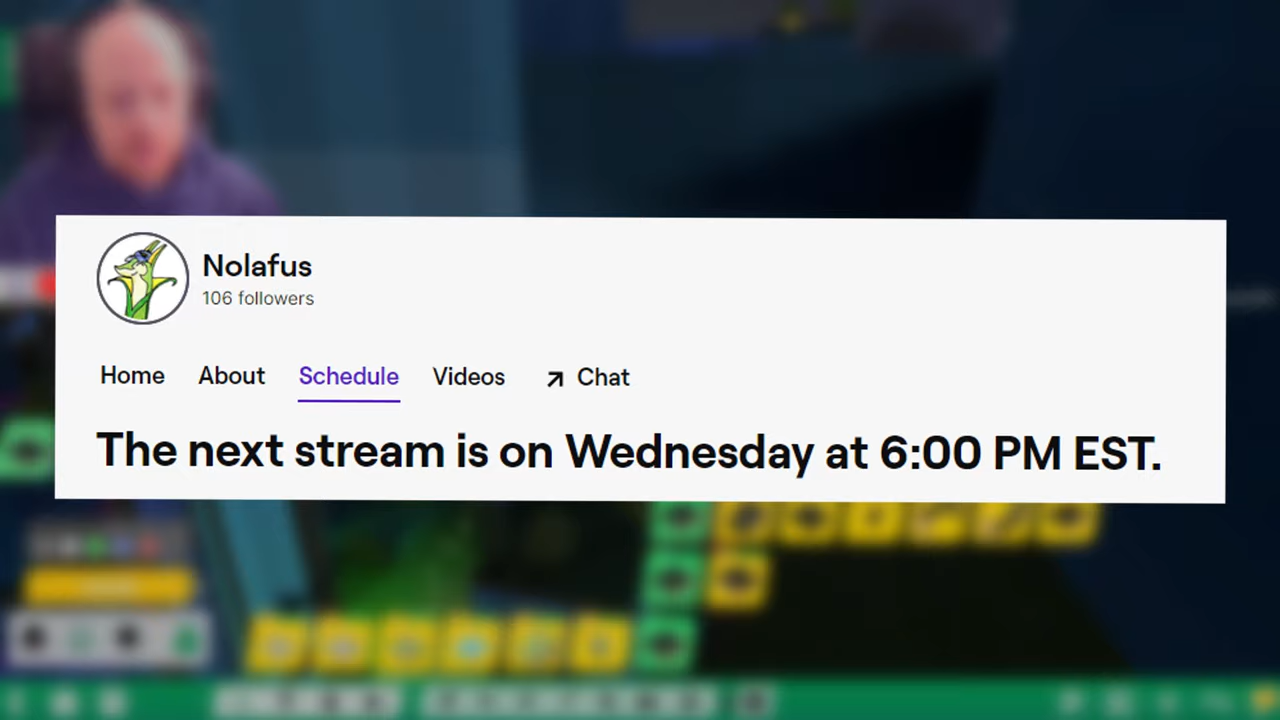 Nolafus
106 followers
Home About Schedule Videos Chat
The next stream is on Wednesday at 6:00 PM EST.